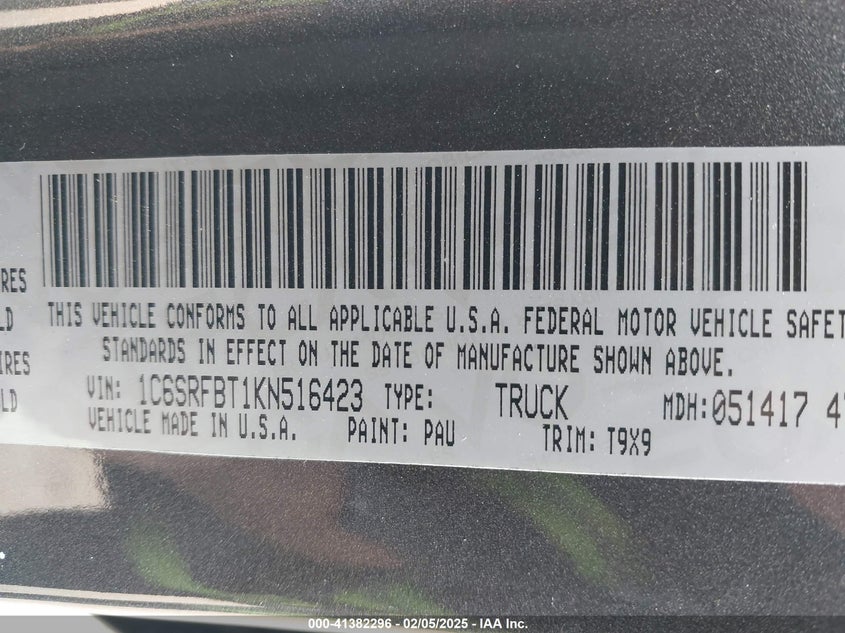 RES
LD
IRES
LD
THIS VEHICLE CONFORMS TO ALL APPLICABLE U.S.A. FEDERAL MOTOR VEHICLE SAFET
STANDARDS IN EFFECT ON THE DATE OF MANUFACTURE SHOWN ABOVE.
VIN: 1C6SRFBT1KN516423 TYPE: TRUCK MDH:051417 4
VEHICLE MADE IN U.S.A. PAINT: PAU TRIM: T9X9
000-41382296 - 02/05/2025 - IAA Inc.